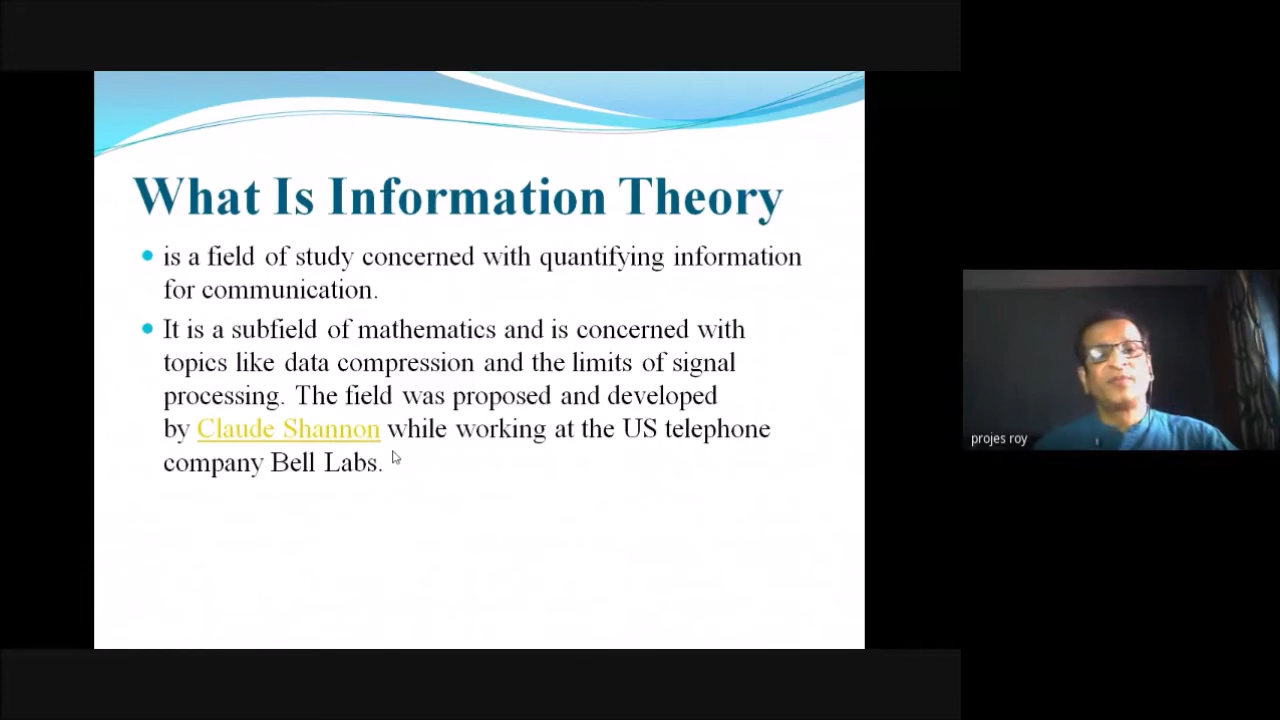 What Is Information Theory
is a field of study concerned with quantifying information
for communication.
It is a subfield of mathematics and is concerned with
topics like data compression and the limits of signal
processing. The field was proposed and developed
by Claude Shannon while working at the US telephone
company Bell Labs.
projes roy